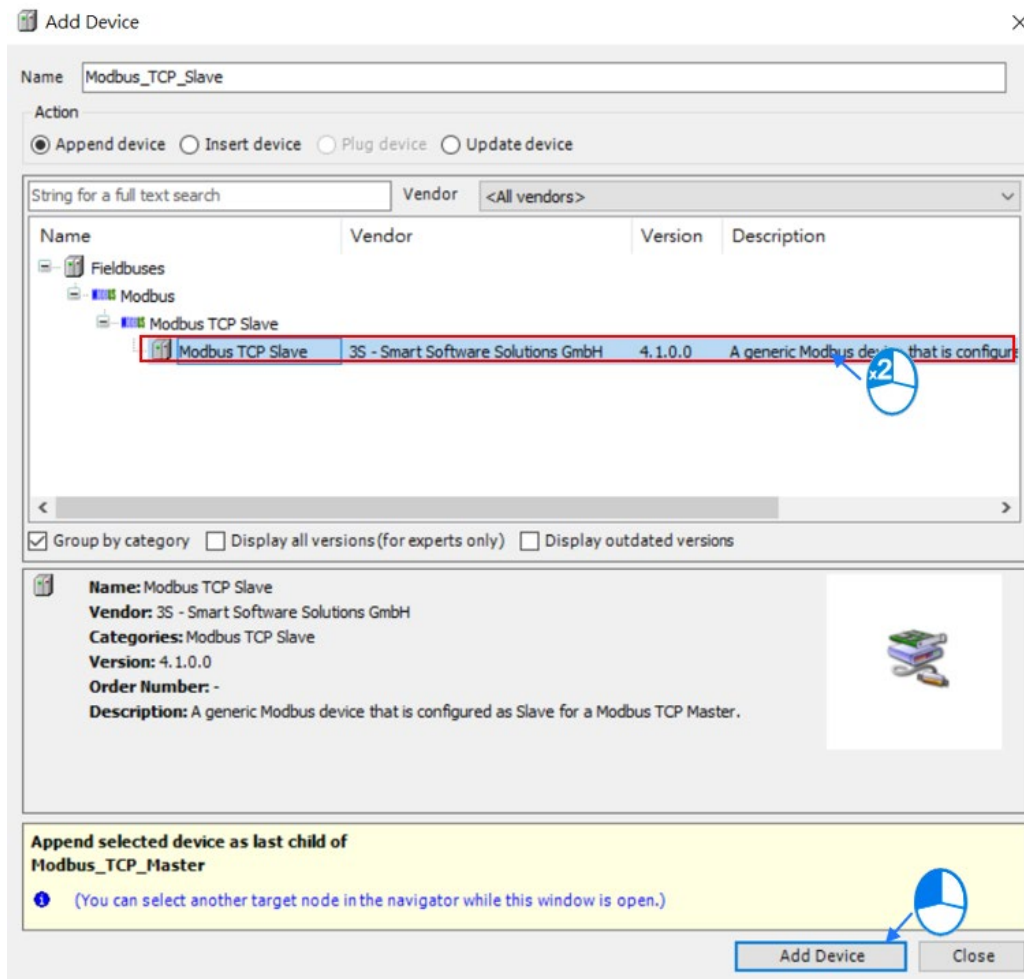 Add Device
Name Modbus_TCP_Slave
Action
Append device Insert device Plug device Update device
String for a full text search Vendor <All vendors>
Name Vendor Version Description
Fieldbuses
Modbus
Modbus TCP Slave
Modbus TCP Slave 3S - Smart Software Solutions GmbH 4.1.0.0 A generic Modbus device that is configure
x2
Group by category Display all versions (for experts only) Display outdated versions
Name: Modbus TCP Slave
Vendor: 3S - Smart Software Solutions GmbH
Categories: Modbus TCP Slave
Version: 4.1.0.0
Order Number: -
Description: A generic Modbus device that is configured as Slave for a Modbus TCP Master.
Append selected device as last child of
Modbus_TCP_Master
(You can select another target node in the navigator while this window is open.)
Add Device Close